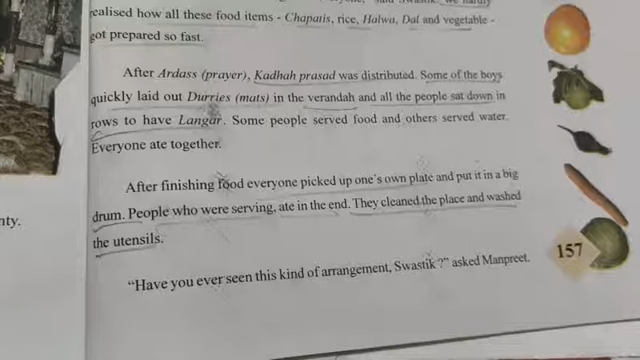 realised how all these food items - Chapatis, rice, Halwa, Dal and vegetable -
got prepared so fast.
After Ardass (prayer), Kadhah prasad was distributed. Some of the boys
quickly laid out Durries (mats) in the verandah and all the people sat down in
rows to have Langar. Some people served food and others served water.
Everyone ate together.
After finishing food everyone picked up one's own plate and put it in a big
drum. People who were serving, ate in the end. They cleaned the place and washed
the utensils.
nty.
"Have you ever seen this kind of arrangement, Swastik ?" asked Manpreet.
157